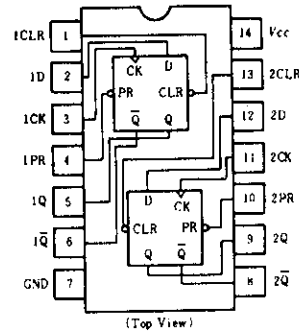 1CLR 1 14 Vcc
1D 2 CK D 13 2CLR
PR CLR
1CK 3 12 2D
Q̄ Q
1PR 4 11 2CK
1Q 5 D CK 10 2PR
CLR PR
1Q̄ 6 9 2Q
Q Q̄
GND 7 8 2Q̄
(Top View)